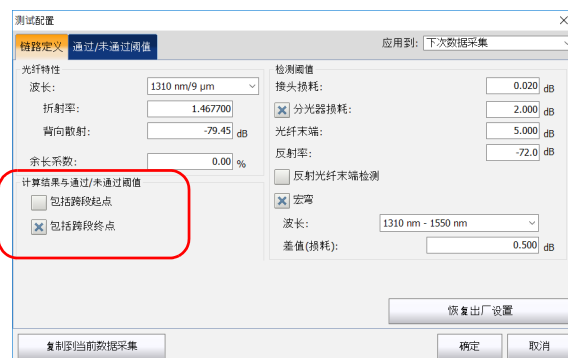 测试配置
链路定义 通过/未通过阈值 应用到: 下次数据采集
光纤特性
波长: 1310 nm/9 µm
折射率: 1.467700
背向散射: -79.45 dB
余长系数: 0.00 %
计算结果与通过/未通过阈值
包括跨段起点
包括跨段终点
检测阈值
接头损耗: 0.020 dB
分光器损耗: 2.000 dB
光纤末端: 5.000 dB
反射率: -72.0 dB
反射光纤末端检测
宏弯
波长: 1310 nm - 1550 nm
差值(损耗): 0.500 dB
恢复出厂设置
复制到当前数据采集 确定 取消